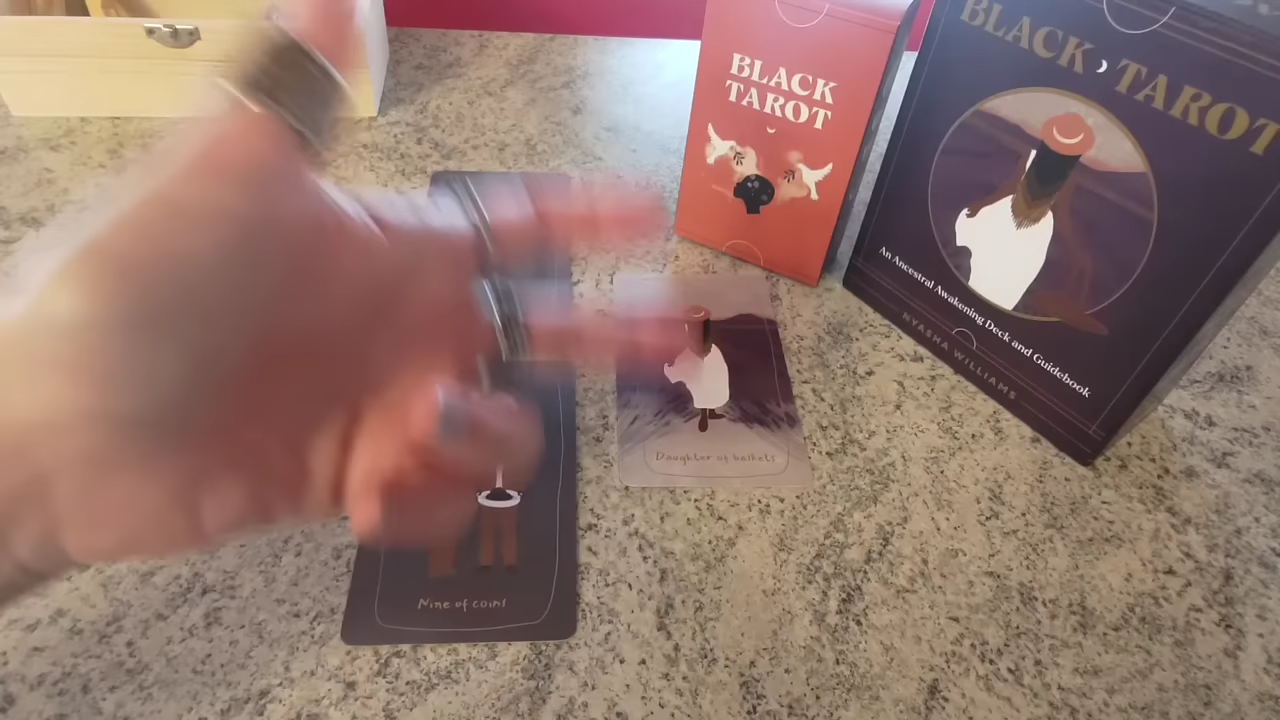 BLACK
TAROT
BLACK TAROT
An Ancestral Awakening Deck and Guidebook
NYASHA WILLIAMS
Daughter of baskets
Nine of coins